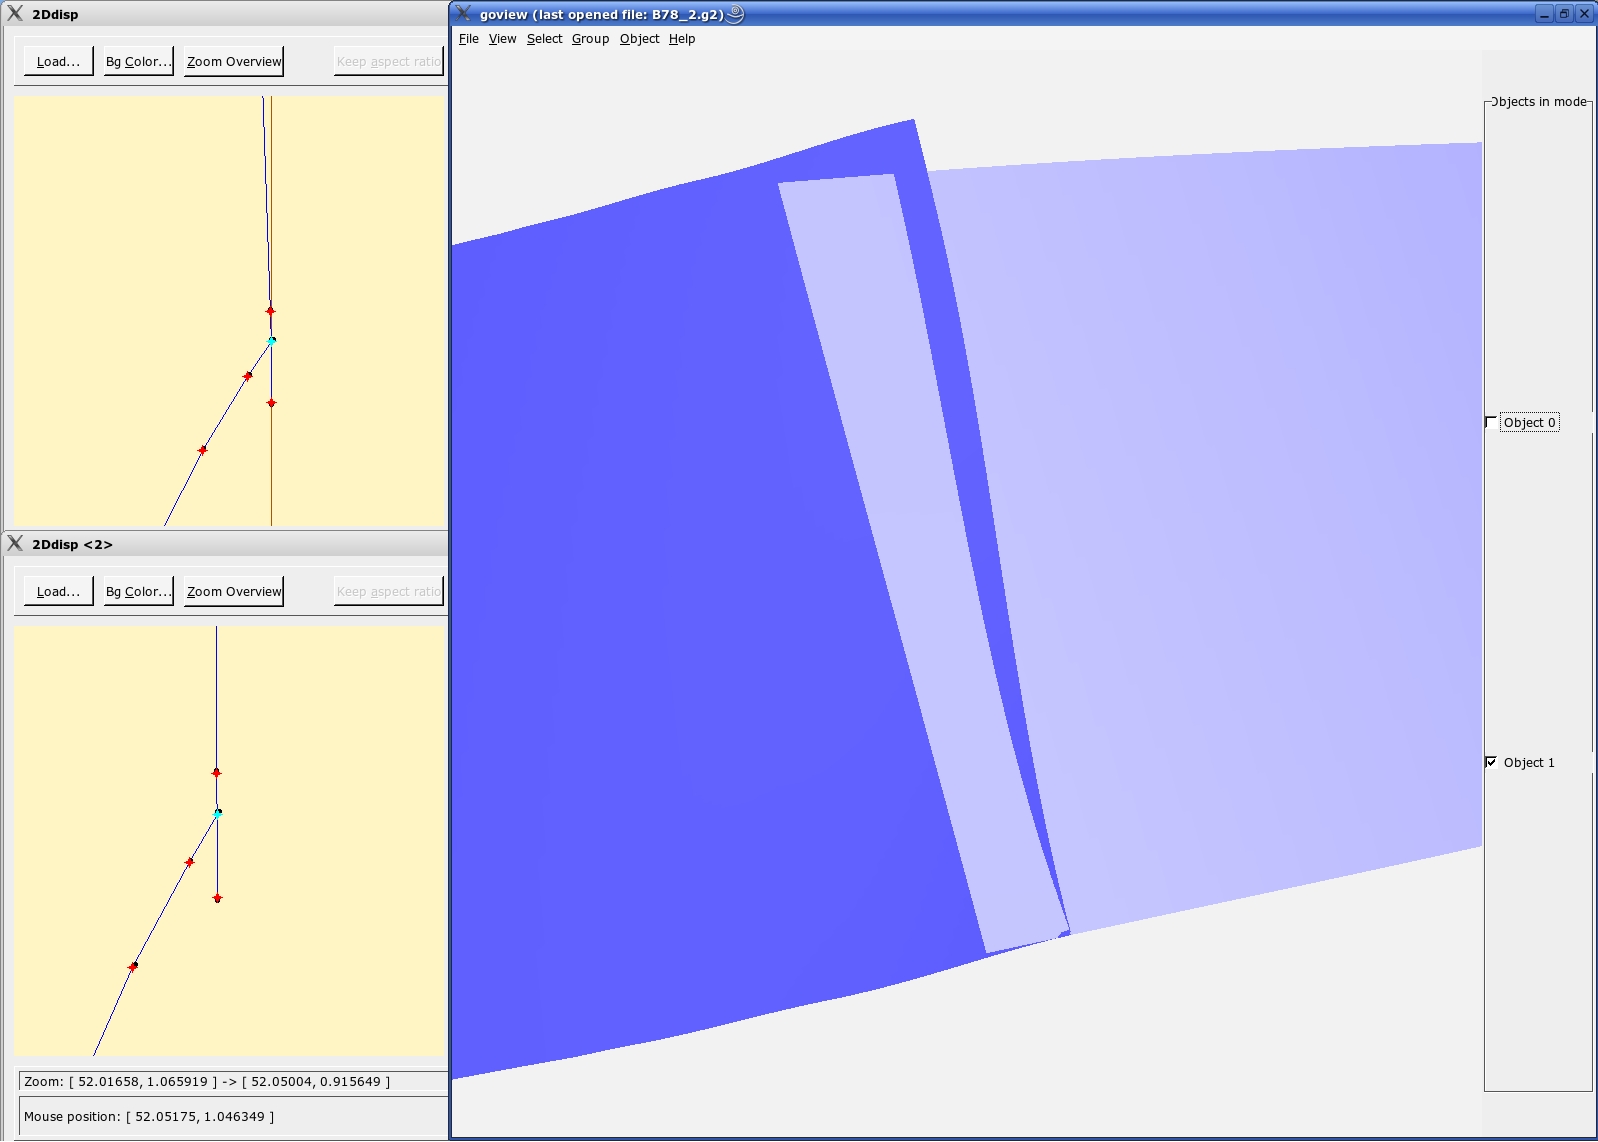 2Ddisp
Load... Bg Color... Zoom Overview Keep aspect ratio
2Ddisp <2>
Load... Bg Color... Zoom Overview Keep aspect ratio
Zoom: [ 52.01658, 1.065919 ] -> [ 52.05004, 0.915649 ]
Mouse position: [ 52.05175, 1.046349 ]
goview (last opened file: B78_2.g2)
File View Select Group Object Help
Objects in mode
Object 0
Object 1